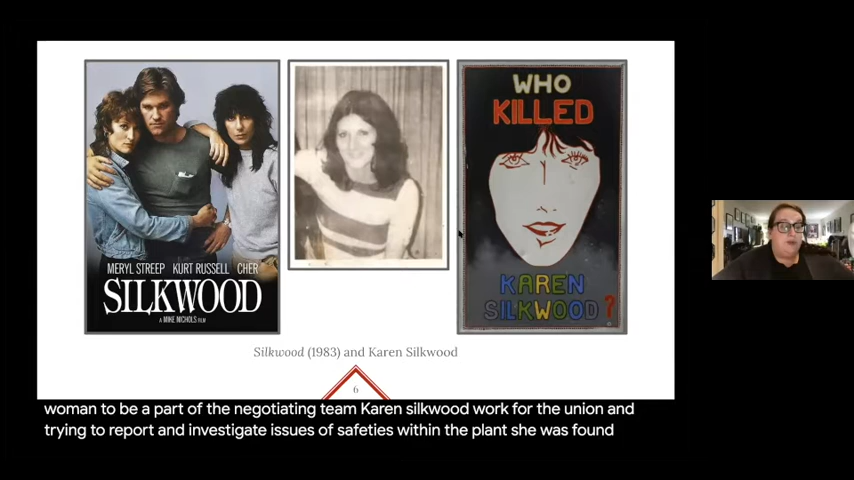 MERYL STREEP KURT RUSSELL CHER
SILKWOOD
A MIKE NICHOLS FILM
WHO
KILLED
KAREN
SILKWOOD?
Silkwood (1983) and Karen Silkwood
6
woman to be a part of the negotiating team Karen silkwood work for the union and
trying to report and investigate issues of safeties within the plant she was found